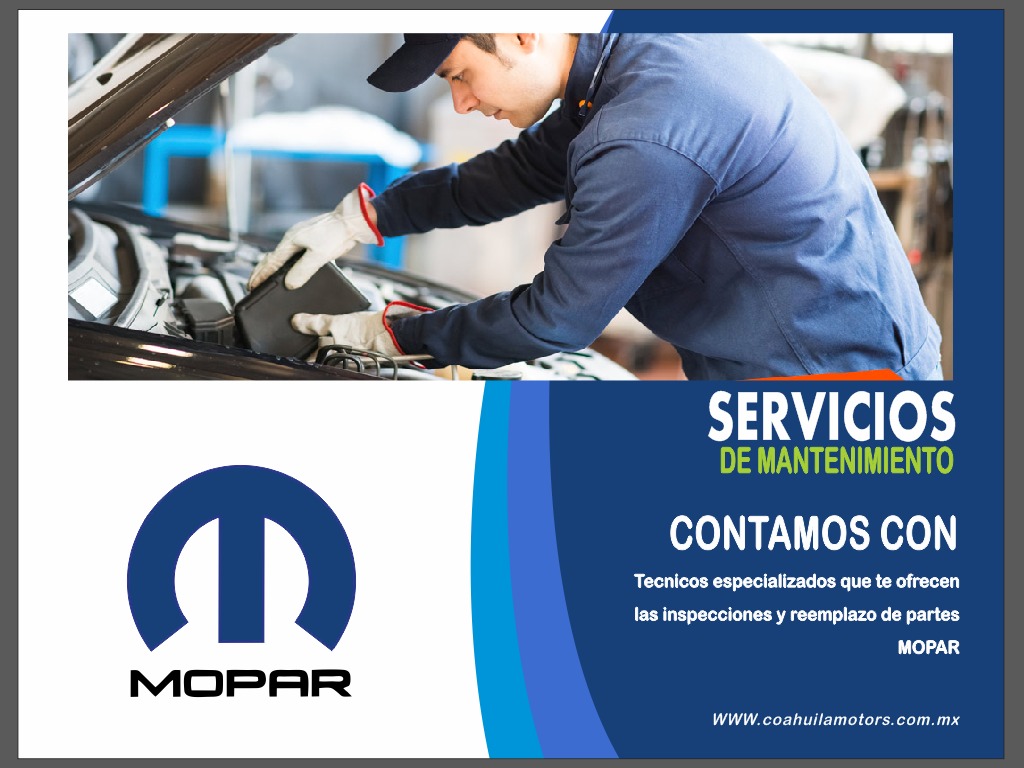 SERVICIOS
DE MANTENIMIENTO
CONTAMOS CON
Tecnicos especializados que te ofrecen
las inspecciones y reemplazo de partes
MOPAR
MOPAR
WWW.coahuilamotors.com.mx